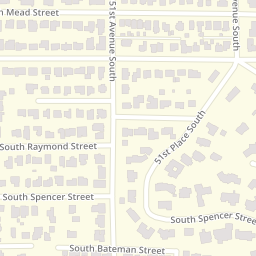 h Mead Street
51st Avenue South
venue South
South Raymond Street
51st Place South
South Spencer Street
South Spencer Stree
South Bateman Street